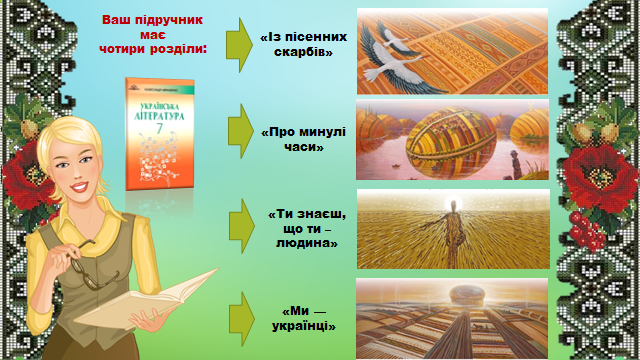 Ваш підручник
має
чотири розділи:
УКРАЇНСЬКА
ЛІТЕРАТУРА
7
«Із пісенних
скарбів»
«Про минулі
часи»
«Ти знаєш,
що ти –
людина»
«Ми —
українці»